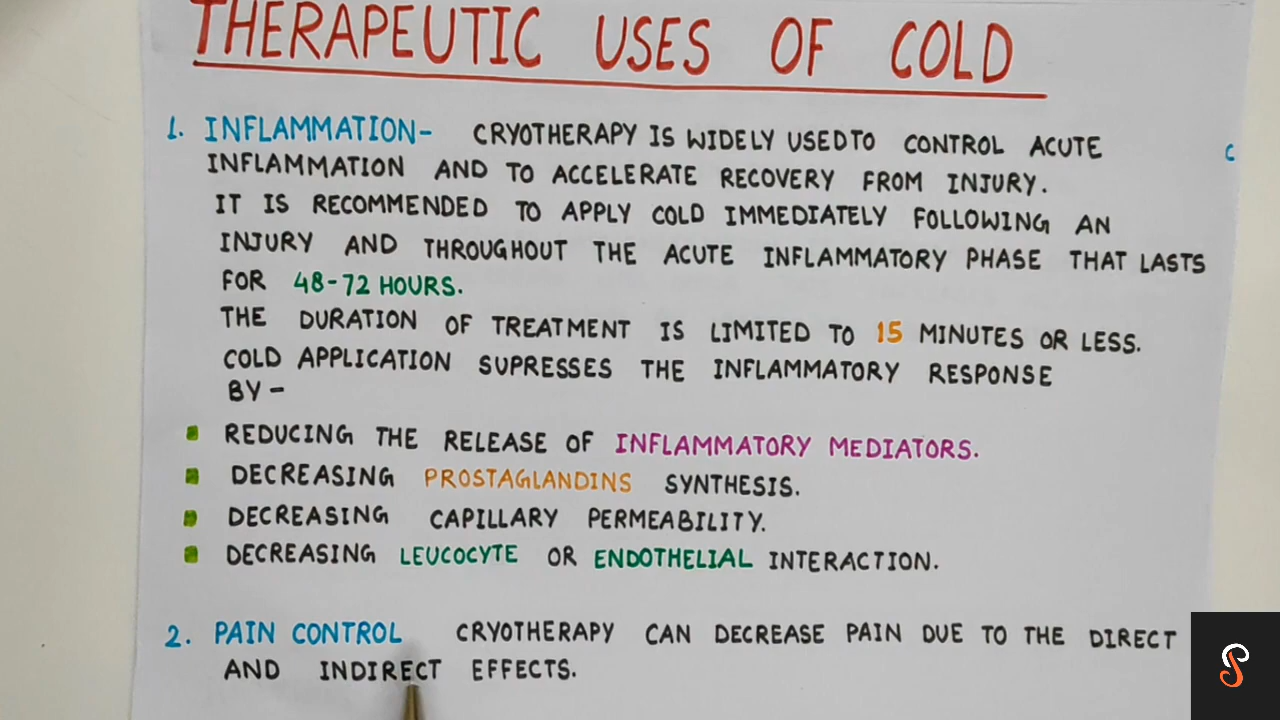 THERAPEUTIC USES OF COLD
1. INFLAMMATION- CRYOTHERAPY IS WIDELY USED TO CONTROL ACUTE
INFLAMMATION AND TO ACCELERATE RECOVERY FROM INJURY.
IT IS RECOMMENDED TO APPLY COLD IMMEDIATELY FOLLOWING AN
INJURY AND THROUGHOUT THE ACUTE INFLAMMATORY PHASE THAT LASTS
FOR 48-72 HOURS.
THE DURATION OF TREATMENT IS LIMITED TO 15 MINUTES OR LESS.
COLD APPLICATION SUPRESSES THE INFLAMMATORY RESPONSE
BY -
REDUCING THE RELEASE OF INFLAMMATORY MEDIATORS.
DECREASING PROSTAGLANDINS SYNTHESIS.
DECREASING CAPILLARY PERMEABILITY.
DECREASING LEUCOCYTE OR ENDOTHELIAL INTERACTION.
2. PAIN CONTROL CRYOTHERAPY CAN DECREASE PAIN DUE TO THE DIRECT
AND INDIRECT EFFECTS.